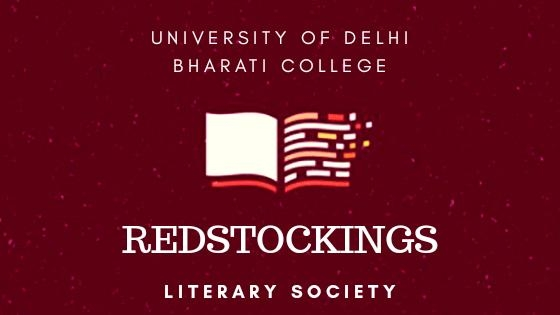 UNIVERSITY OF DELHI
BHARATI COLLEGE
REDSTOCKINGS
LITERARY SOCIETY